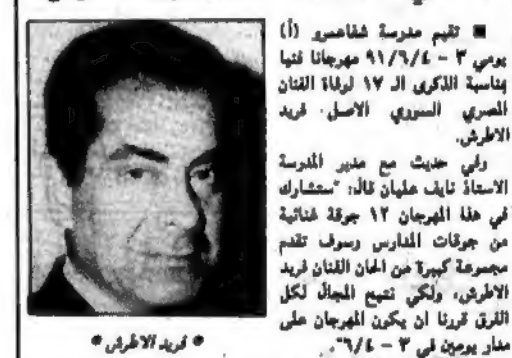 ■ تقيم مدرسة شفاعمرو (أ)
يومي ٣ - ٩١/٦/٤ مهرجانا فنيا
بمناسبة الذكرى الـ ١٧ لوفاة الفنان
المصري السوري الاصل، فريد
الاطرش.
وفي حديث مع مدير المدرسة
الاستاذ نايف عليان قال: "ستشارك
في هذا المهرجان ١٢ جوقة غنائية
من جوقات المدارس وسوف تقدم
مجموعة كبيرة من الحان الفنان فريد
الاطرش، ولكي نتيح المجال لكل
الفرق قررنا ان يكون المهرجان على
مدار يومين في ٣ - ٦/٤".
* فريد الاطرش *